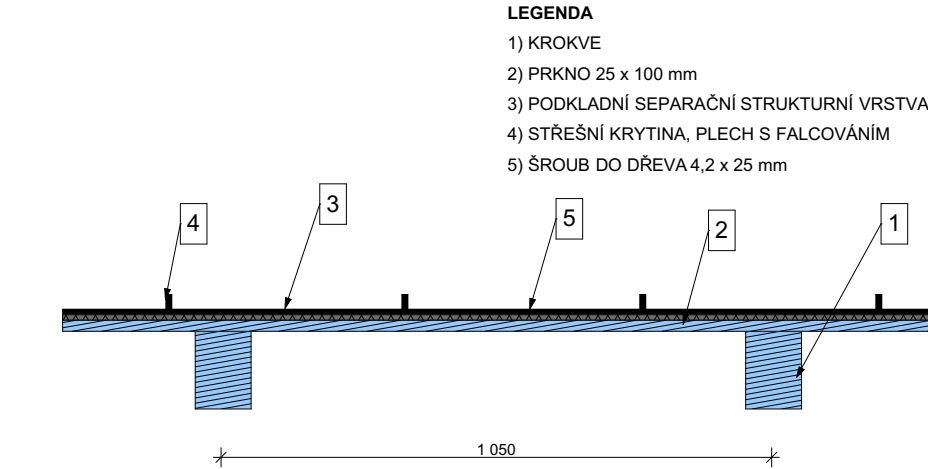 LEGENDA
1) KROKVE
2) PRKNO 25 x 100 mm
3) PODKLADNÍ SEPARAČNÍ STRUKTURNÍ VRSTVA
4) STŘEŠNÍ KRYTINA, PLECH S FALCOVÁNÍM
5) ŠROUB DO DŘEVA 4,2 x 25 mm
4
3
5
2
1
1 050